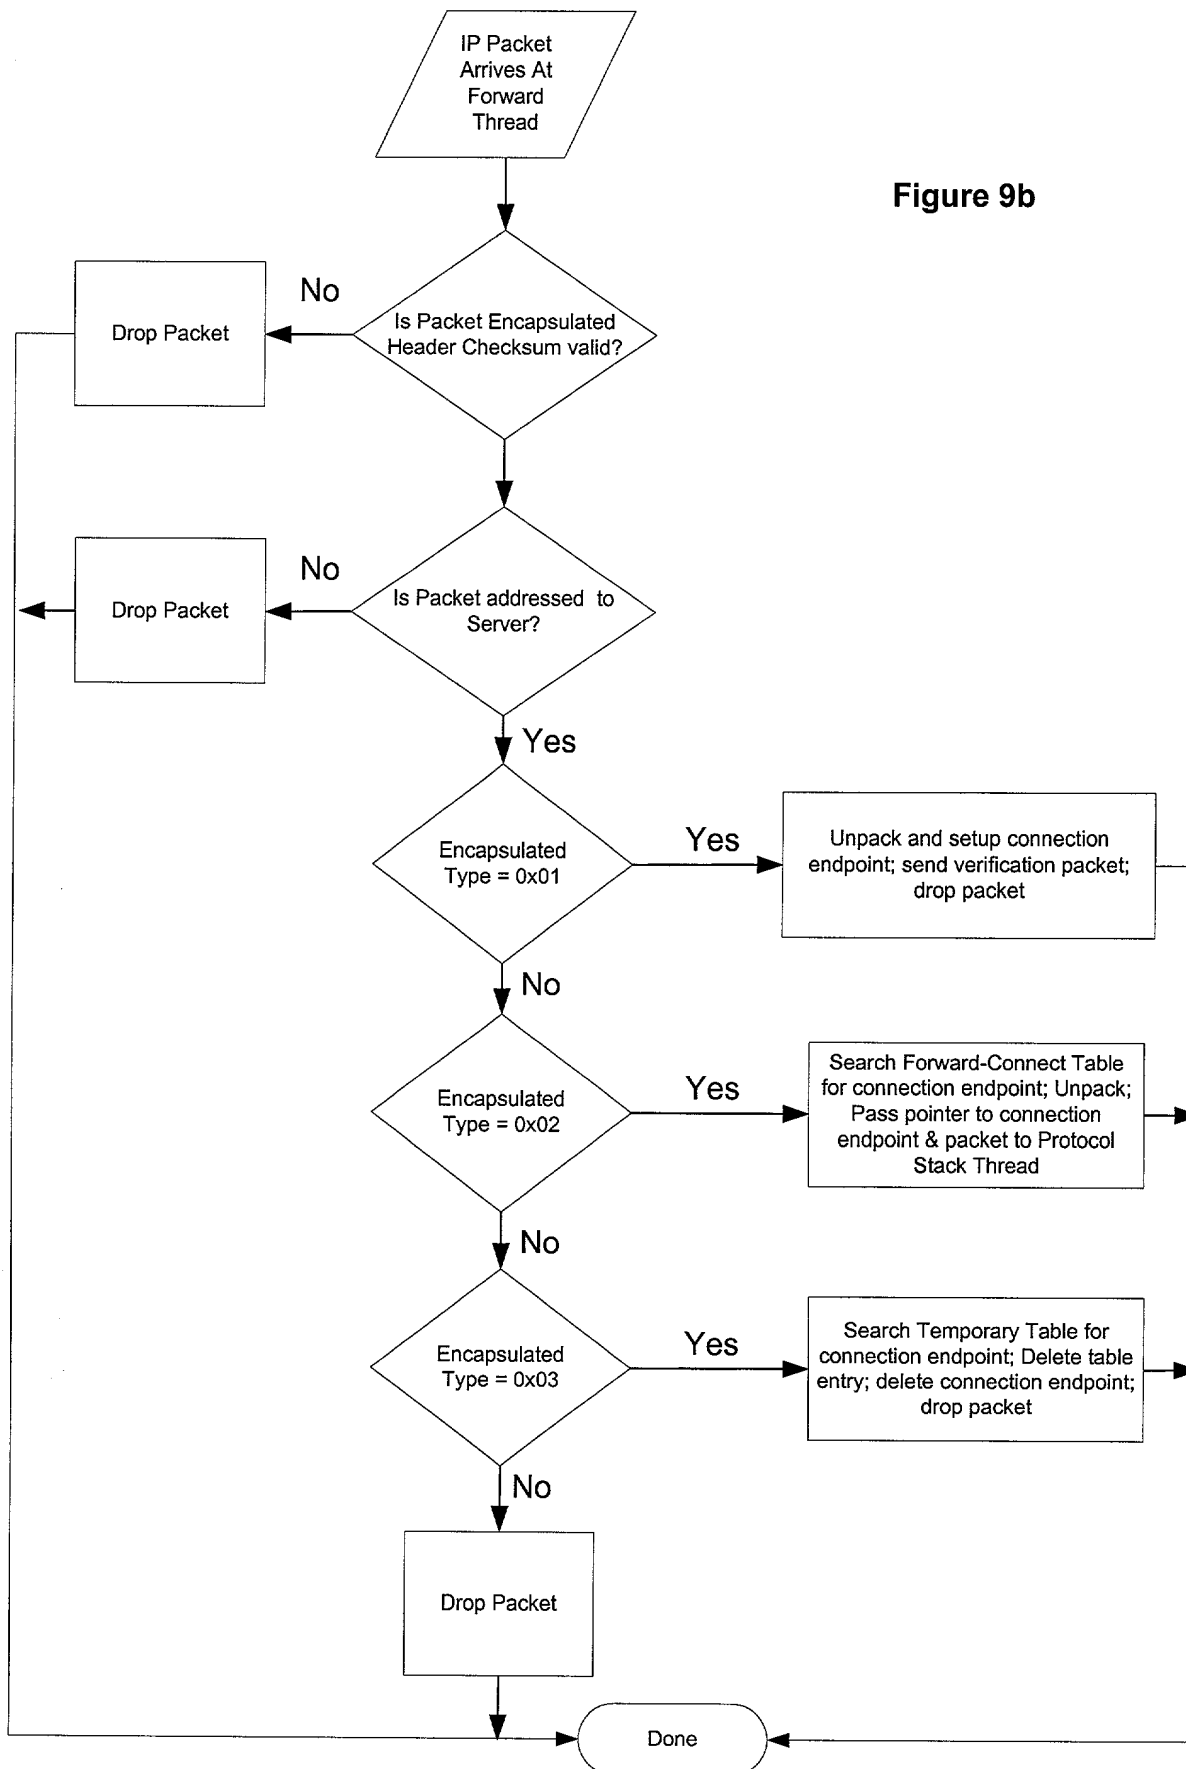 IP Packet
Arrives At
Forward
Thread
Figure 9b
No
Drop Packet
Is Packet Encapsulated
Header Checksum valid?
No
Drop Packet
Is Packet addressed to
Server?
Yes
Encapsulated
Type = 0x01
Yes
Unpack and setup connection
endpoint; send verification packet;
drop packet
No
Encapsulated
Type = 0x02
Yes
Search Forward-Connect Table
for connection endpoint; Unpack;
Pass pointer to connection
endpoint & packet to Protocol
Stack Thread
No
Encapsulated
Type = 0x03
Yes
Search Temporary Table for
connection endpoint; Delete table
entry; delete connection endpoint;
drop packet
No
Drop Packet
Done